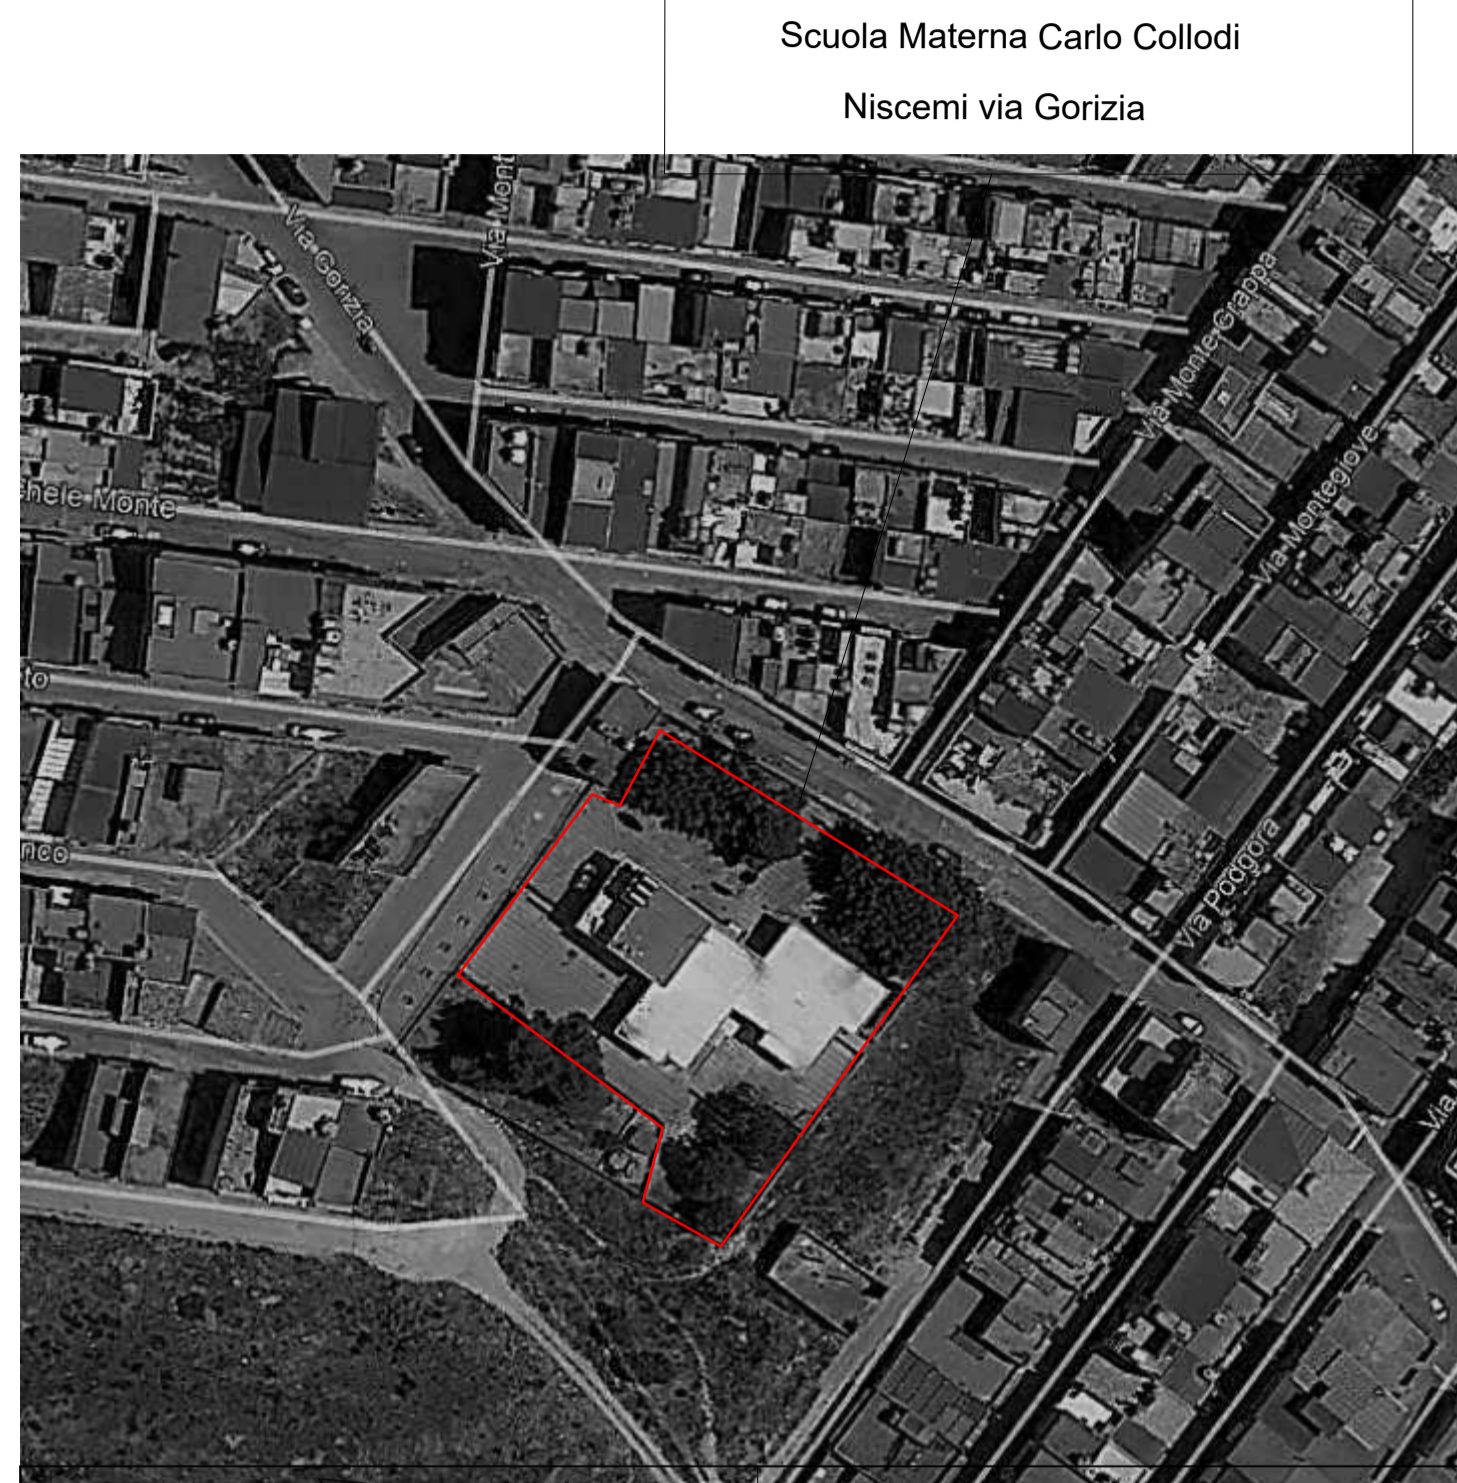 Scuola Materna Carlo Collodi
Niscemi via Gorizia
Via Gorizia
Via Mont
Via Monte Grappa
Via Montegiove
chele Monte
to
nco
Via Podgora
Via